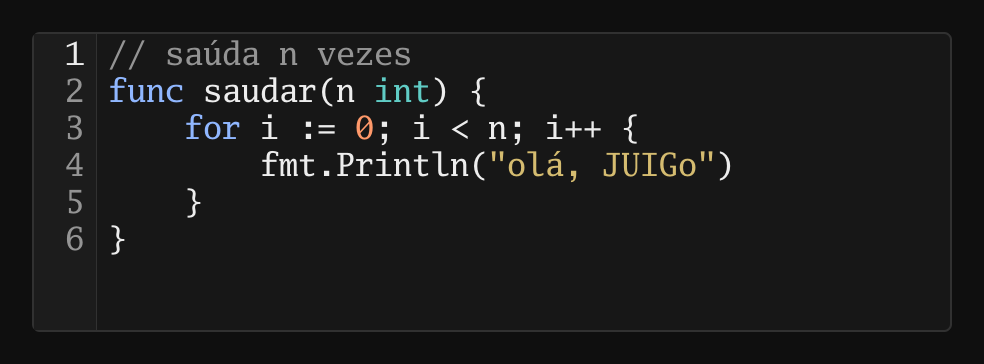 1 // saúda n vezes
2 func saudar(n int) {
3     for i := 0; i < n; i++ {
4         fmt.Println("olá, JUIGo")
5     }
6 }